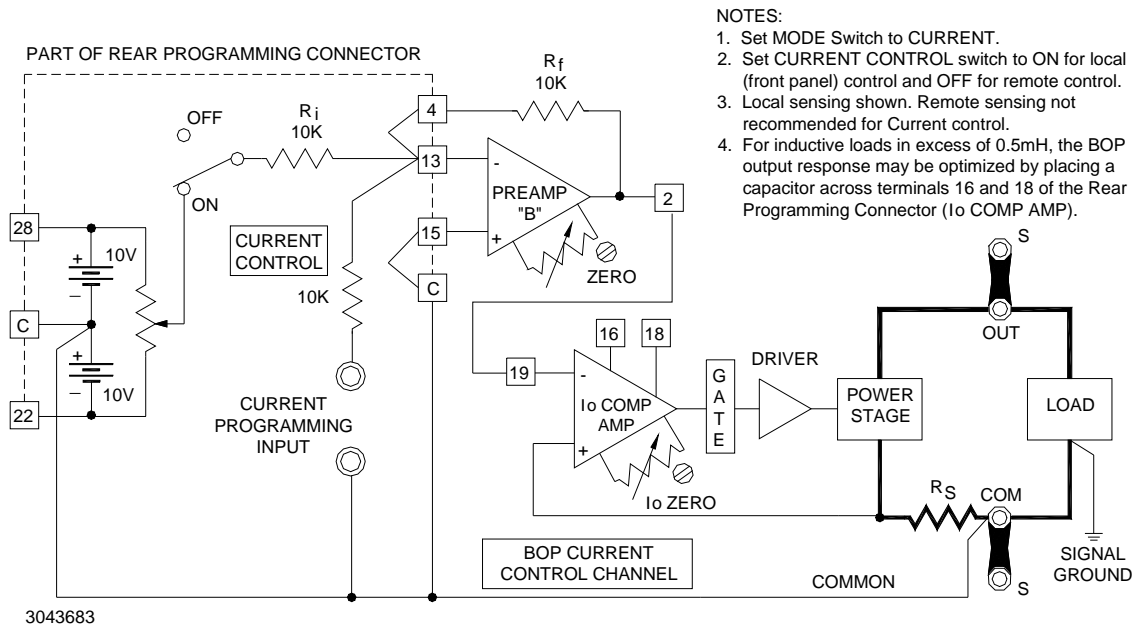 NOTES:
1. Set MODE Switch to CURRENT.
2. Set CURRENT CONTROL switch to ON for local
(front panel) control and OFF for remote control.
3. Local sensing shown. Remote sensing not
recommended for Current control.
4. For inductive loads in excess of 0.5mH, the BOP
output response may be optimized by placing a
capacitor across terminals 16 and 18 of the Rear
Programming Connector (Io COMP AMP).
PART OF REAR PROGRAMMING CONNECTOR
OFF
ON
Ri
10K
4
13
15
C
Rf
10K
-
+
PREAMP
"B"
ZERO
2
28
C
22
+
10V
–
+
10V
–
CURRENT
CONTROL
10K
CURRENT
PROGRAMMING
INPUT
19
16
18
-
+
Io COMP
AMP
Io ZERO
G
A
T
E
DRIVER
POWER
STAGE
S
OUT
LOAD
RS
COM
S
SIGNAL
GROUND
BOP CURRENT
CONTROL CHANNEL
COMMON
3043683